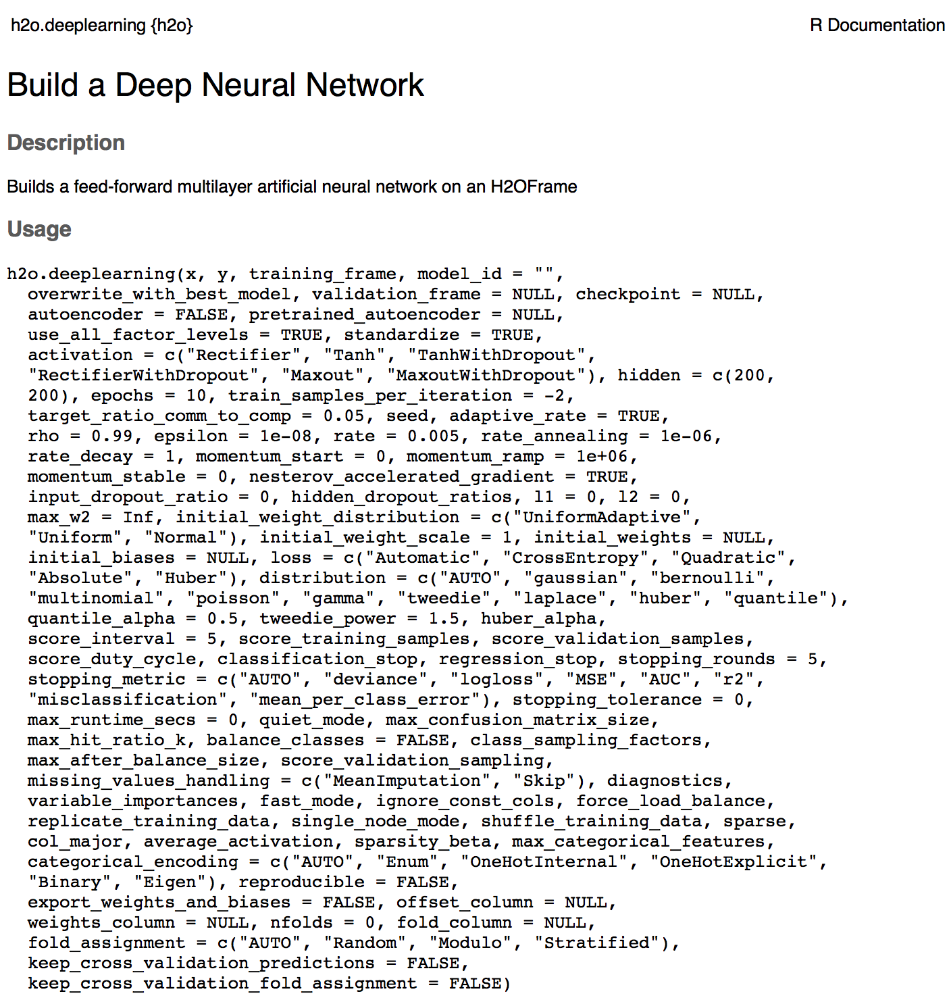 h2o.deeplearning {h2o}
R Documentation
Build a Deep Neural Network
Description
Builds a feed-forward multilayer artificial neural network on an H2OFrame
Usage
h2o.deeplearning(x, y, training_frame, model_id = "",
  overwrite_with_best_model, validation_frame = NULL, checkpoint = NULL,
  autoencoder = FALSE, pretrained_autoencoder = NULL,
  use_all_factor_levels = TRUE, standardize = TRUE,
  activation = c("Rectifier", "Tanh", "TanhWithDropout",
  "RectifierWithDropout", "Maxout", "MaxoutWithDropout"), hidden = c(200,
  200), epochs = 10, train_samples_per_iteration = -2,
  target_ratio_comm_to_comp = 0.05, seed, adaptive_rate = TRUE,
  rho = 0.99, epsilon = 1e-08, rate = 0.005, rate_annealing = 1e-06,
  rate_decay = 1, momentum_start = 0, momentum_ramp = 1e+06,
  momentum_stable = 0, nesterov_accelerated_gradient = TRUE,
  input_dropout_ratio = 0, hidden_dropout_ratios, l1 = 0, l2 = 0,
  max_w2 = Inf, initial_weight_distribution = c("UniformAdaptive",
  "Uniform", "Normal"), initial_weight_scale = 1, initial_weights = NULL,
  initial_biases = NULL, loss = c("Automatic", "CrossEntropy", "Quadratic",
  "Absolute", "Huber"), distribution = c("AUTO", "gaussian", "bernoulli",
  "multinomial", "poisson", "gamma", "tweedie", "laplace", "huber", "quantile"),
  quantile_alpha = 0.5, tweedie_power = 1.5, huber_alpha,
  score_interval = 5, score_training_samples, score_validation_samples,
  score_duty_cycle, classification_stop, regression_stop, stopping_rounds = 5,
  stopping_metric = c("AUTO", "deviance", "logloss", "MSE", "AUC", "r2",
  "misclassification", "mean_per_class_error"), stopping_tolerance = 0,
  max_runtime_secs = 0, quiet_mode, max_confusion_matrix_size,
  max_hit_ratio_k, balance_classes = FALSE, class_sampling_factors,
  max_after_balance_size, score_validation_sampling,
  missing_values_handling = c("MeanImputation", "Skip"), diagnostics,
  variable_importances, fast_mode, ignore_const_cols, force_load_balance,
  replicate_training_data, single_node_mode, shuffle_training_data, sparse,
  col_major, average_activation, sparsity_beta, max_categorical_features,
  categorical_encoding = c("AUTO", "Enum", "OneHotInternal", "OneHotExplicit",
  "Binary", "Eigen"), reproducible = FALSE,
  export_weights_and_biases = FALSE, offset_column = NULL,
  weights_column = NULL, nfolds = 0, fold_column = NULL,
  fold_assignment = c("AUTO", "Random", "Modulo", "Stratified"),
  keep_cross_validation_predictions = FALSE,
  keep_cross_validation_fold_assignment = FALSE)